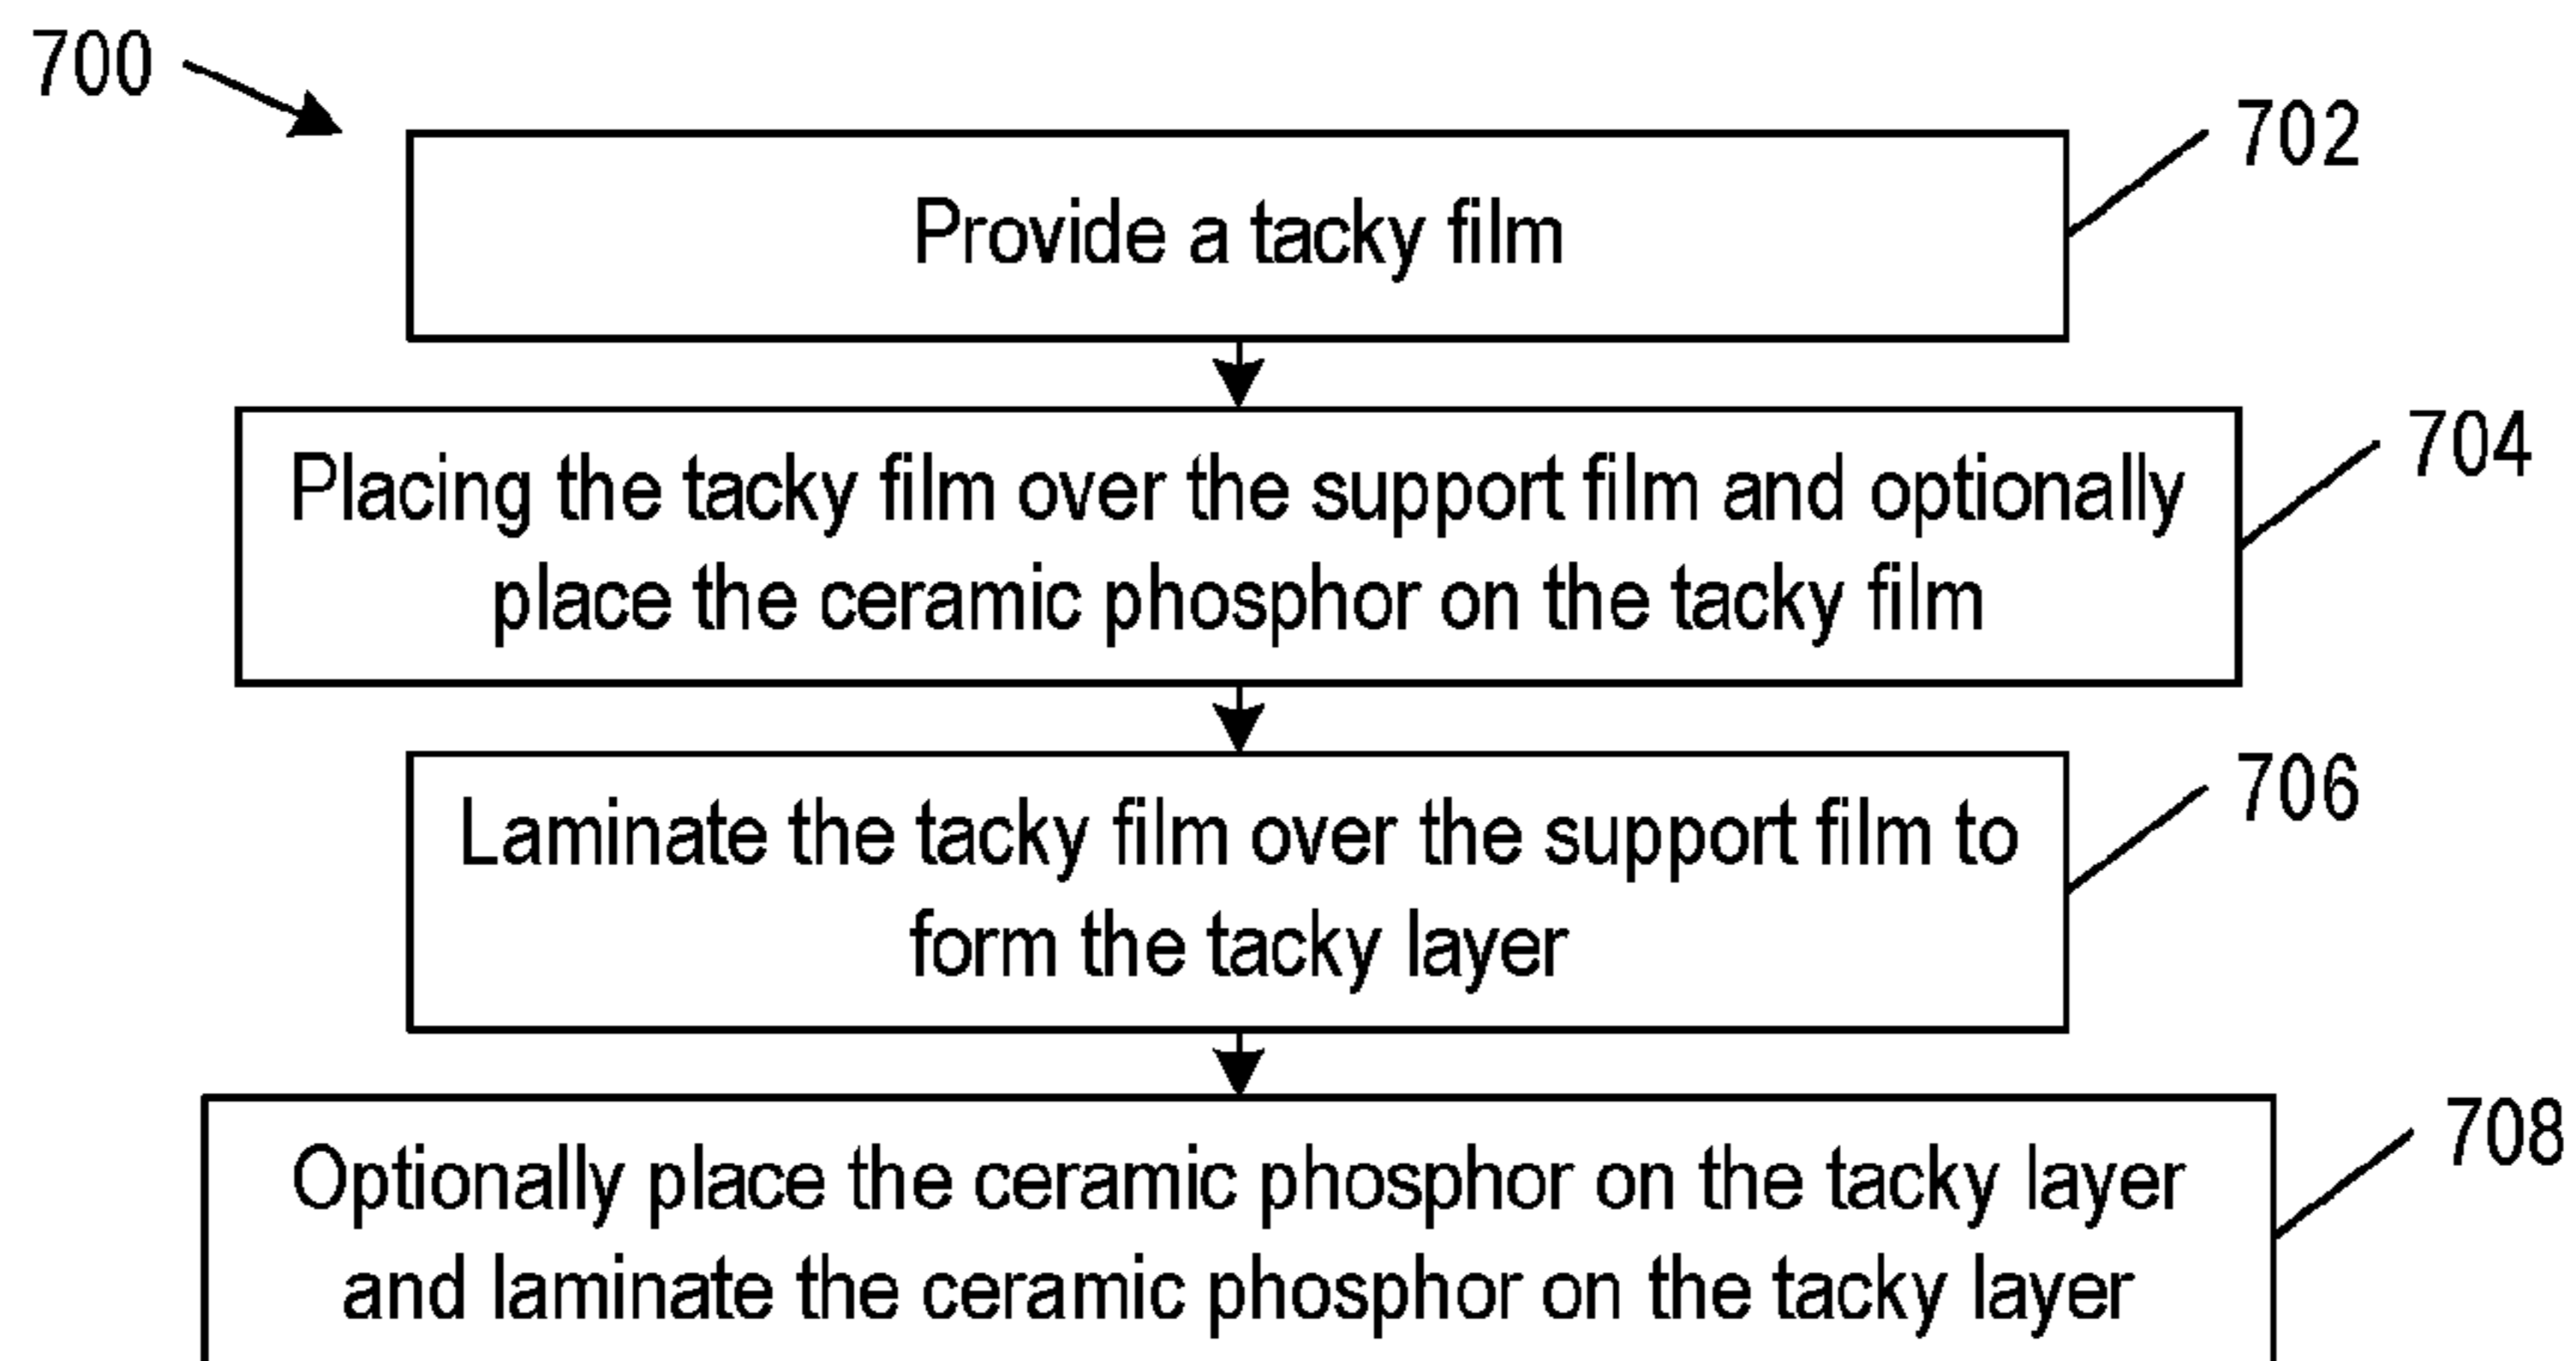 700
702
Provide a tacky film
704
Placing the tacky film over the support film and optionally
place the ceramic phosphor on the tacky film
706
Laminate the tacky film over the support film to
form the tacky layer
708
Optionally place the ceramic phosphor on the tacky layer
and laminate the ceramic phosphor on the tacky layer